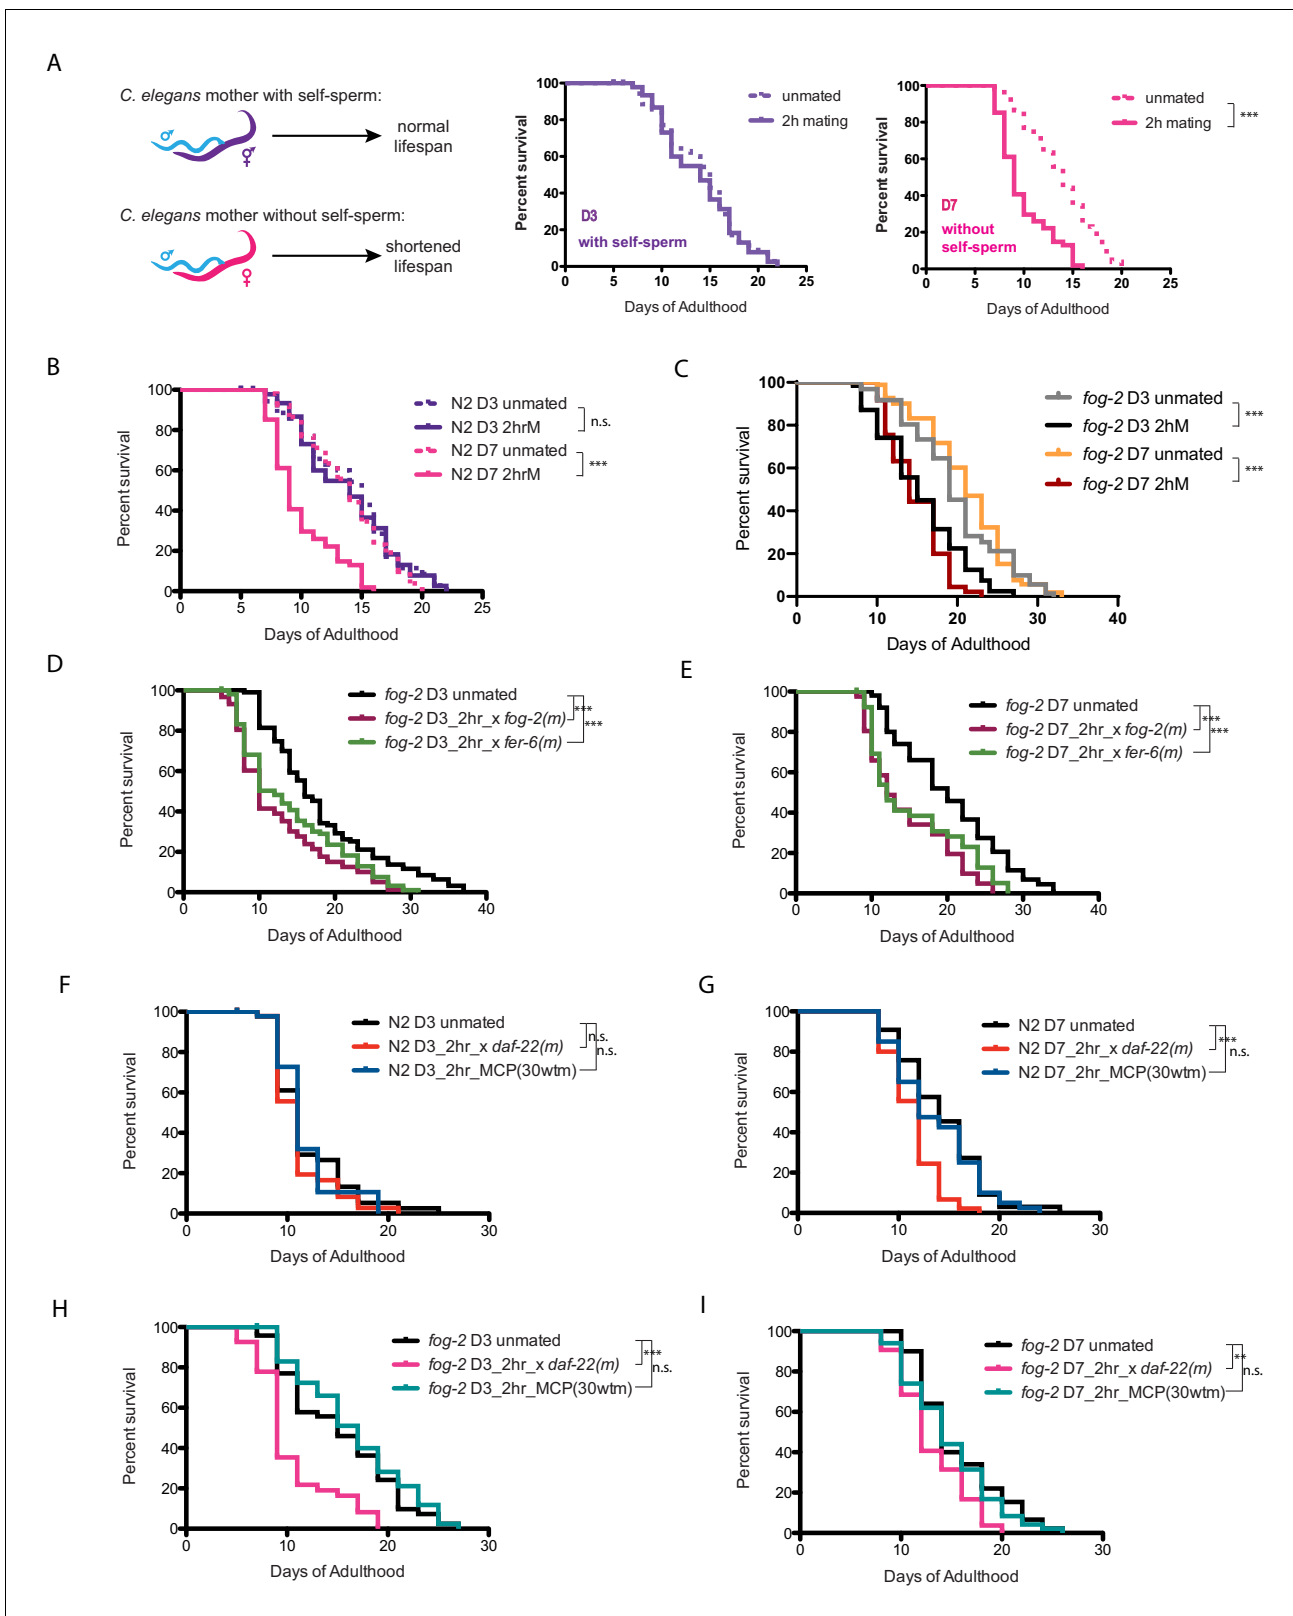 A
C. elegans mother with self-sperm:
normal
lifespan
C. elegans mother without self-sperm:
shortened
lifespan
Percent survival
100
80
60
40
20
0
0 5 10 15 20 25
Days of Adulthood
unmated
2h mating
D3
with self-sperm
Percent survival
100
80
60
40
20
0
0 5 10 15 20 25
Days of Adulthood
unmated
2h mating
***
D7
without
self-sperm
B
Percent survival
100
80
60
40
20
0
0 5 10 15 20 25
Days of Adulthood
N2 D3 unmated
N2 D3 2hrM
n.s.
N2 D7 unmated
N2 D7 2hrM
***
C
Percent survival
100
80
60
40
20
0
0 10 20 30 40
Days of Adulthood
fog-2 D3 unmated
fog-2 D3 2hM
***
fog-2 D7 unmated
fog-2 D7 2hM
***
D
Percent survival
100
80
60
40
20
0
0 10 20 30 40
Days of Adulthood
fog-2 D3 unmated
fog-2 D3_2hr_x fog-2(m)
fog-2 D3_2hr_x fer-6(m)
***
***
E
Percent survival
100
80
60
40
20
0
0 10 20 30 40
Days of Adulthood
fog-2 D7 unmated
fog-2 D7_2hr_x fog-2(m)
fog-2 D7_2hr_x fer-6(m)
***
***
F
Percent survival
100
80
60
40
20
0
0 10 20 30
Days of Adulthood
N2 D3 unmated
N2 D3_2hr_x daf-22(m)
N2 D3_2hr_MCP(30wtm)
n.s.
n.s.
G
Percent survival
100
80
60
40
20
0
0 10 20 30
Days of Adulthood
N2 D7 unmated
N2 D7_2hr_x daf-22(m)
N2 D7_2hr_MCP(30wtm)
***
n.s.
H
Percent survival
100
80
60
40
20
0
0 10 20 30
Days of Adulthood
fog-2 D3 unmated
fog-2 D3_2hr_x daf-22(m)
fog-2 D3_2hr_MCP(30wtm)
***
n.s.
I
Percent survival
100
80
60
40
20
0
0 10 20 30
Days of Adulthood
fog-2 D7 unmated
fog-2 D7_2hr_x daf-22(m)
fog-2 D7_2hr_MCP(30wtm)
**
n.s.